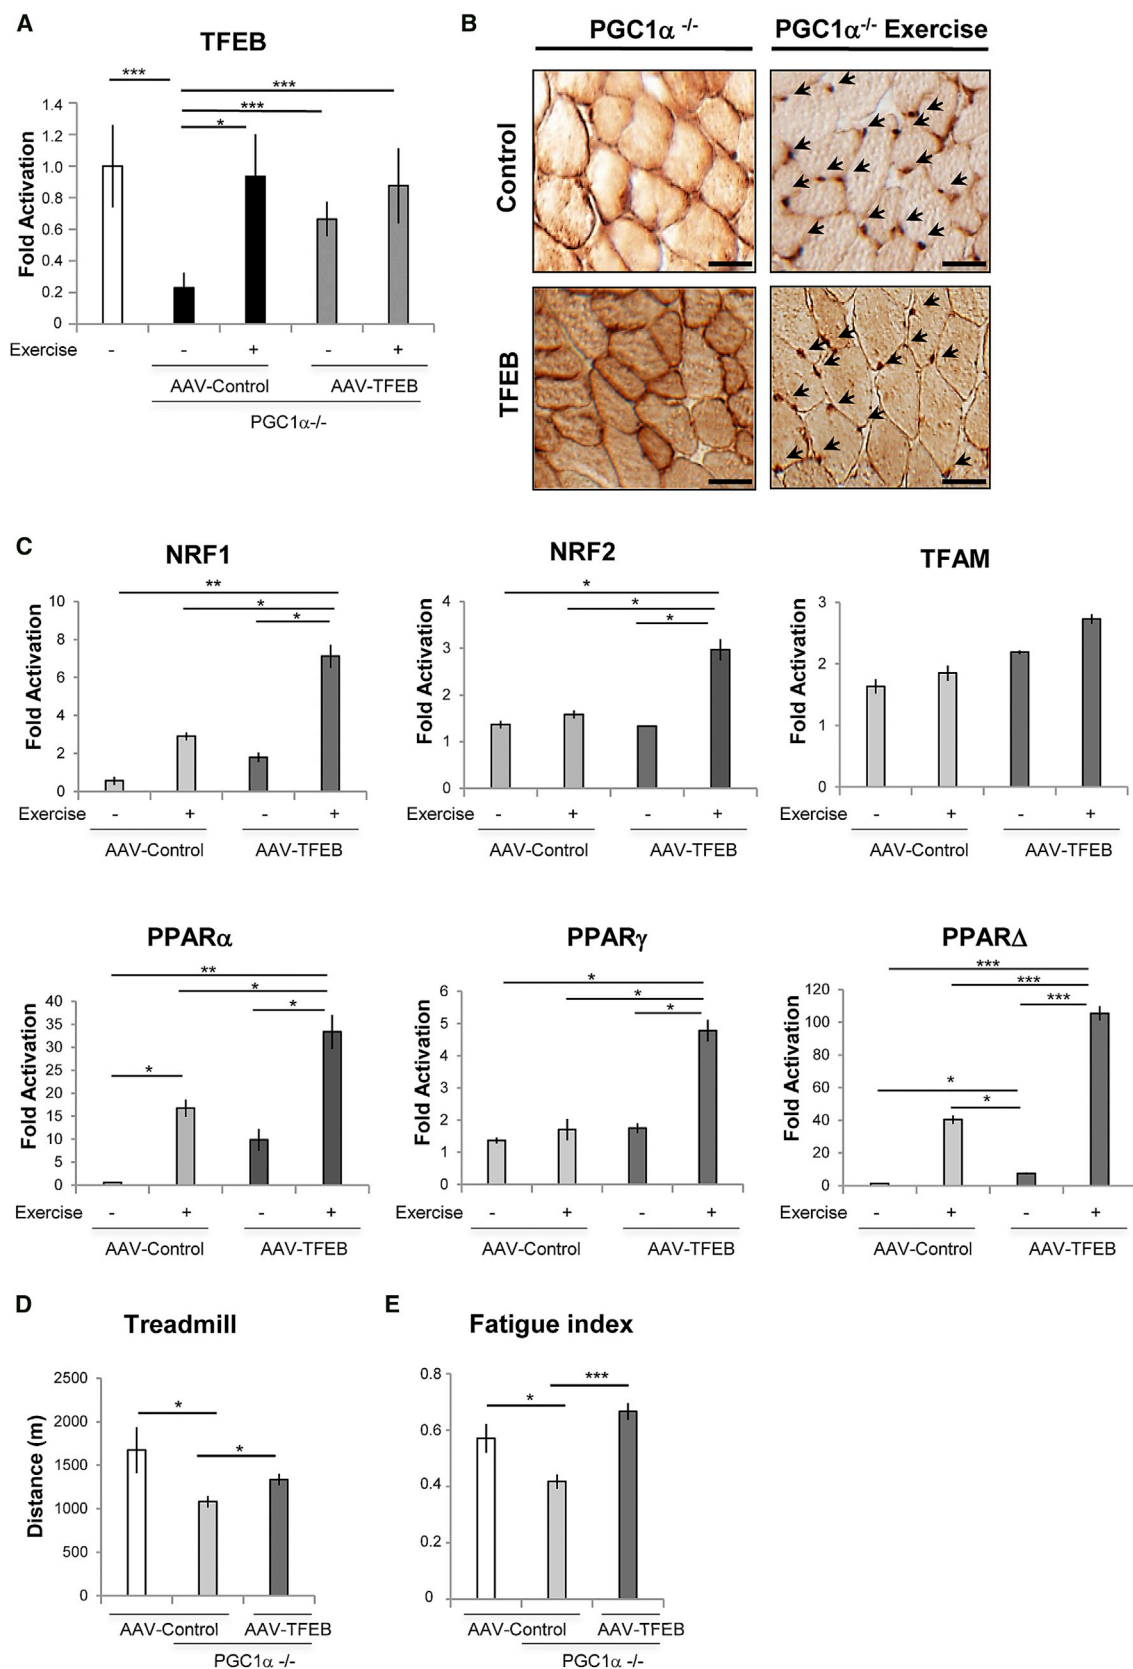 A
TFEB
***
***
***
*
Fold Activation
1.4
1.2
1.0
0.8
0.6
0.4
0.2
0
Exercise - - + - +
AAV-Control AAV-TFEB
PGC1α-/-
B
PGC1α -/- PGC1α-/- Exercise
Control
TFEB
C
NRF1
**
*
*
Fold Activation
10
8
6
4
2
0
Exercise - + - +
AAV-Control AAV-TFEB
NRF2
*
*
*
Fold Activation
4
3
2
1
0
Exercise - + - +
AAV-Control AAV-TFEB
TFAM
Fold Activation
3
2
1
0
Exercise - + - +
AAV-Control AAV-TFEB
PPARα
**
*
*
*
Fold Activation
40
35
30
25
20
15
10
5
0
Exercise - + - +
AAV-Control AAV-TFEB
PPARγ
*
*
*
Fold Activation
6
5
4
3
2
1
0
Exercise - + - +
AAV-Control AAV-TFEB
PPARΔ
***
***
***
*
*
Fold Activation
120
100
80
60
40
20
0
Exercise - + - +
AAV-Control AAV-TFEB
D
Treadmill
*
*
Distance (m)
2500
2000
1500
1000
500
0
AAV-Control AAV-TFEB
PGC1α -/-
E
Fatigue index
***
*
0.8
0.6
0.4
0.2
0
AAV-Control AAV-TFEB
PGC1α -/-